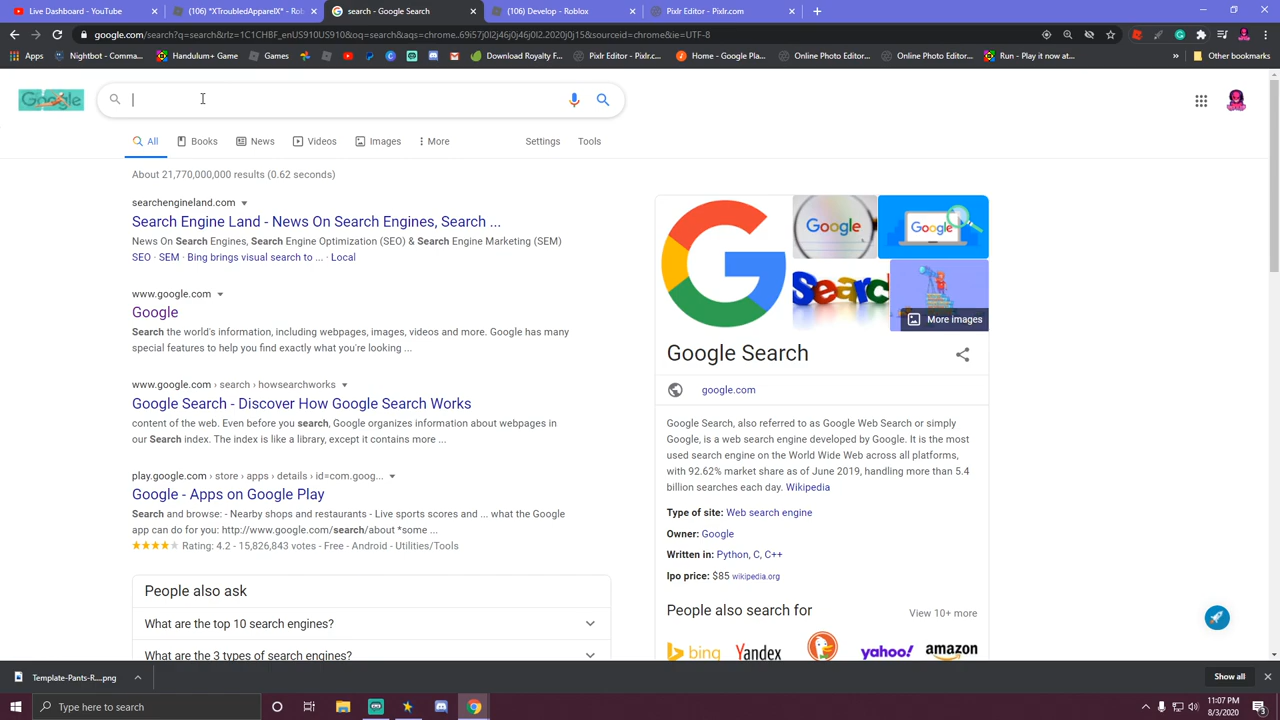 Live Dashboard - YouTube
(106) *XTroubledApparelX* - Roblox
search - Google Search
(106) Develop - Roblox
Pixlr Editor - Pixlr.com
google.com/search?q=search&rlz=1C1CHBF_enUS910US910&oq=search&aqs=chrome..69i57j0l2j46j0j46j0l2.2020j0j15&sourceid=chrome&ie=UTF-8
Apps
Nightbot - Comma...
Handulum+ Game
Games
Download Royalty F...
Pixlr Editor - Pixlr.c...
Home - Google Pla...
Online Photo Editor...
Online Photo Editor...
Run - Play it now at...
»
Other bookmarks
Google
All
Books
News
Videos
Images
More
Settings
Tools
About 21,770,000,000 results (0.62 seconds)
searchengineland.com
Search Engine Land - News On Search Engines, Search ...
News On Search Engines, Search Engine Optimization (SEO) & Search Engine Marketing (SEM)
SEO · SEM · Bing brings visual search to ... · Local
www.google.com
Google
Search the world's information, including webpages, images, videos and more. Google has many
special features to help you find exactly what you're looking ...
www.google.com › search › howsearchworks
Google Search - Discover How Google Search Works
content of the web. Even before you search, Google organizes information about webpages in
our Search index. The index is like a library, except it contains more ...
play.google.com › store › apps › details › id=com.goog...
Google - Apps on Google Play
Search and browse: - Nearby shops and restaurants - Live sports scores and ... what the Google
app can do for you: http://www.google.com/search/about *some ...
Rating: 4.2 - 15,826,843 votes - Free - Android - Utilities/Tools
People also ask
What are the top 10 search engines?
What are the 3 types of search engines?
Google
Google
Search
More images
Google Search
google.com
Google Search, also referred to as Google Web Search or simply
Google, is a web search engine developed by Google. It is the most
used search engine on the World Wide Web across all platforms,
with 92.62% market share as of June 2019, handling more than 5.4
billion searches each day. Wikipedia
Type of site: Web search engine
Owner: Google
Written in: Python, C, C++
Ipo price: $85 wikipedia.org
People also search for
View 10+ more
bing
Yandex
yahoo!
amazon
Template-Pants-R....png
Show all
Type here to search
11:07 PM
8/3/2020
3